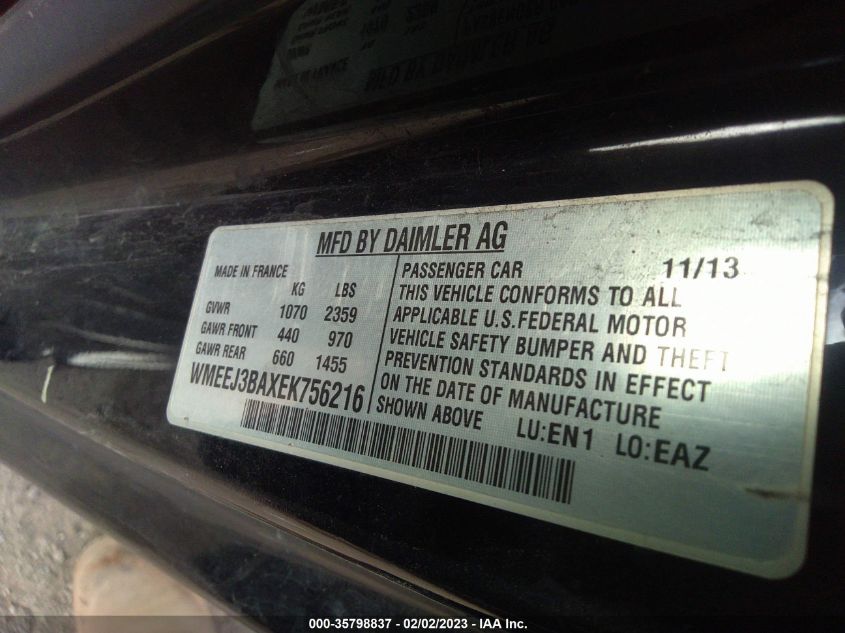 MFD BY DAIMLER AG
MADE IN FRANCE
KG LBS
GVWR 1070 2359
GAWR FRONT 440 970
GAWR REAR 660 1455
WMEEJ3BAXEK756216
PASSENGER CAR 11/13
THIS VEHICLE CONFORMS TO ALL
APPLICABLE U.S.FEDERAL MOTOR
VEHICLE SAFETY BUMPER AND THEFT
PREVENTION STANDARDS IN EFFECT
ON THE DATE OF MANUFACTURE
SHOWN ABOVE LU:EN1 LO:EAZ
000-35798837 - 02/02/2023 - IAA Inc.